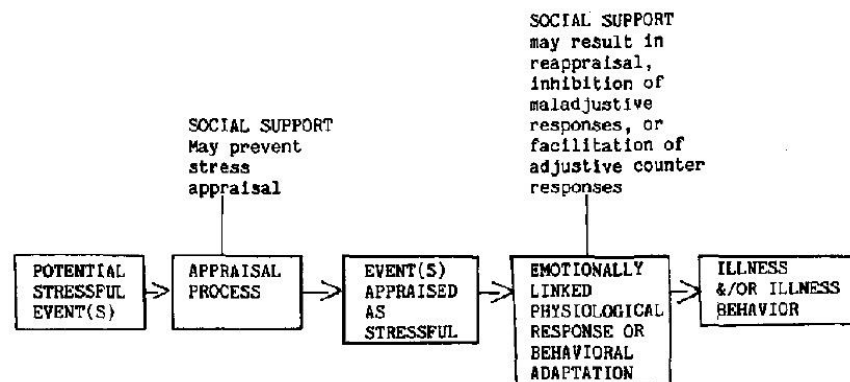 SOCIAL SUPPORT
may result in
reappraisal,
inhibition of
maladjustive
responses, or
facilitation of
adjustive counter
responses
SOCIAL SUPPORT
May prevent
stress
appraisal
POTENTIAL
STRESSFUL
EVENT(S)
APPRAISAL
PROCESS
EVENT(S)
APPRAISED
AS
STRESSFUL
EMOTIONALLY
LINKED
PHYSIOLOGICAL
RESPONSE OR
BEHAVIORAL
ADAPTATION
ILLNESS
&/OR ILLNESS
BEHAVIOR